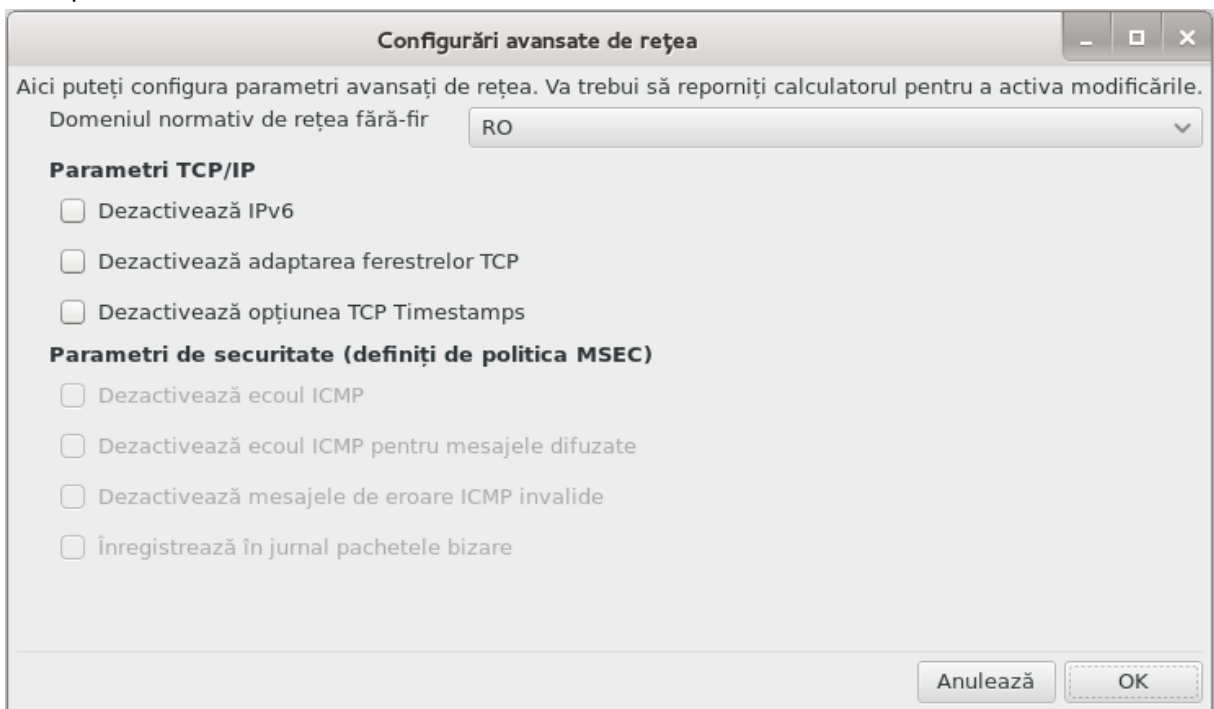 Configurări avansate de rețea
Aici puteți configura parametri avansați de rețea. Va trebui să reporniți calculatorul pentru a activa modificările.
Domeniul normativ de rețea fără-fir RO
Parametri TCP/IP
Dezactivează IPv6
Dezactivează adaptarea ferestrelor TCP
Dezactivează opțiunea TCP Timestamps
Parametri de securitate (definiți de politica MSEC)
Dezactivează ecoul ICMP
Dezactivează ecoul ICMP pentru mesajele difuzate
Dezactivează mesajele de eroare ICMP invalide
Înregistrează în jurnal pachetele bizare
Anulează OK